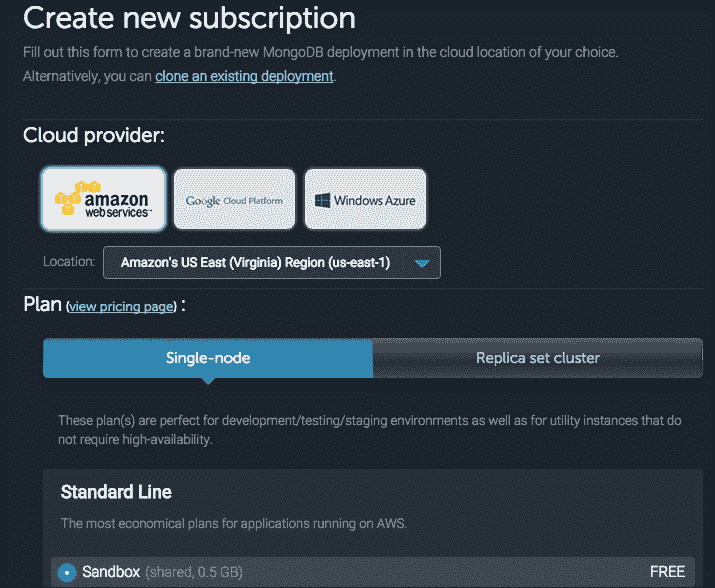 Create new subscription
Fill out this form to create a brand-new MongoDB deployment in the cloud location of your choice.
Alternatively, you can clone an existing deployment.
Cloud provider:
amazon
webservices™
Google Cloud Platform
Windows Azure
Location: Amazon's US East (Virginia) Region (us-east-1)
Plan (view pricing page) :
Single-node Replica set cluster
These plan(s) are perfect for development/testing/staging environments as well as for utility instances that do
not require high-availability.
Standard Line
The most economical plans for applications running on AWS.
Sandbox (shared, 0.5 GB) FREE